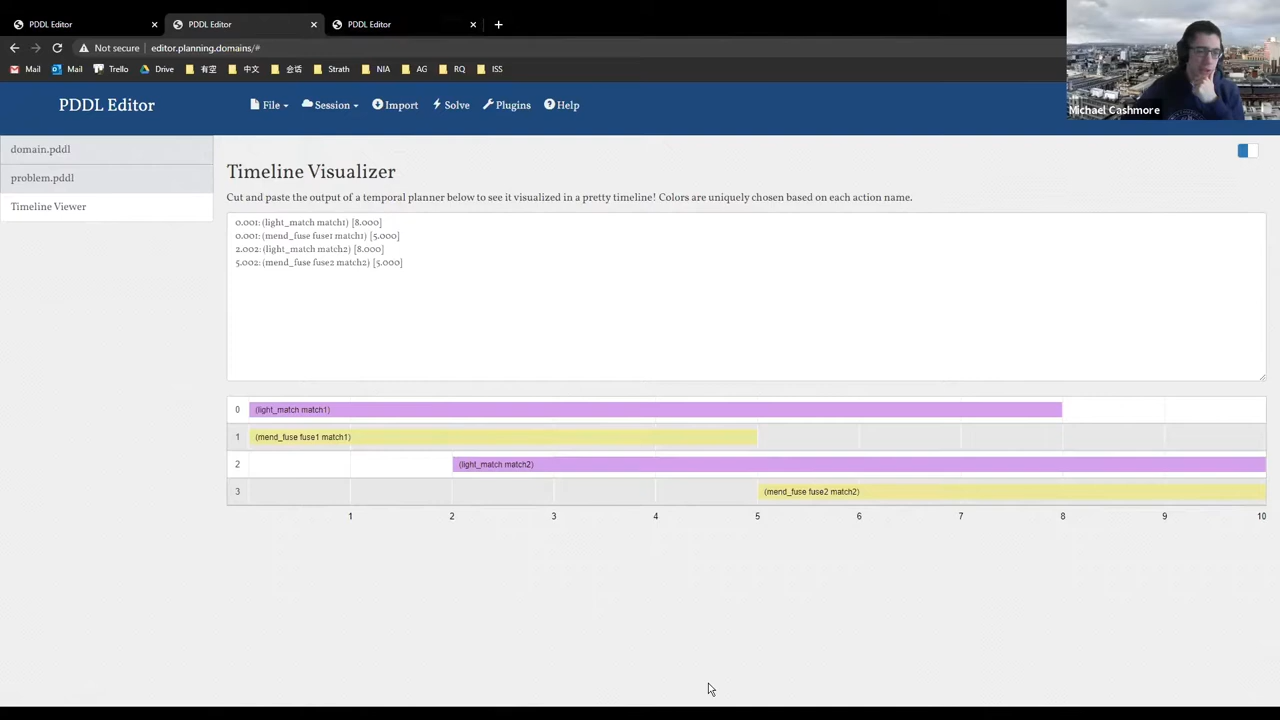 PDDL Editor
PDDL Editor
PDDL Editor
Not secure editor.planning.domains/#
Mail Mail Trello Drive 有空 中文 会话 Strath NIA AG RQ ISS
Michael Cashmore
PDDL Editor File Session Import Solve Plugins Help
domain.pddl
problem.pddl
Timeline Viewer
Timeline Visualizer
Cut and paste the output of a temporal planner below to see it visualized in a pretty timeline! Colors are uniquely chosen based on each action name.
0.001: (light_match match1) [8.000]
0.001: (mend_fuse fuse1 match1) [5.000]
2.002: (light_match match2) [8.000]
5.002: (mend_fuse fuse2 match2) [5.000]
0 (light_match match1)
1 (mend_fuse fuse1 match1)
2 (light_match match2)
3 (mend_fuse fuse2 match2)
1 2 3 4 5 6 7 8 9 10